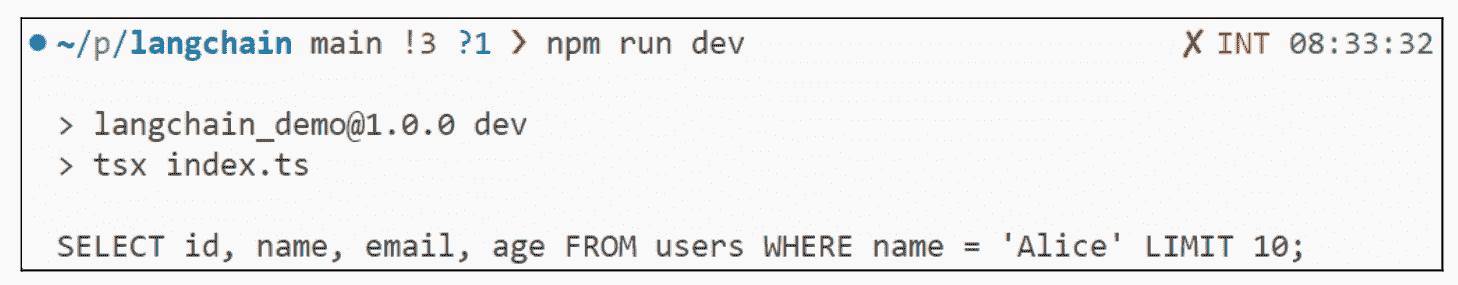 ~/p/langchain main !3 ?1 ❯ npm run dev ✗ INT 08:33:32
> langchain_demo@1.0.0 dev
> tsx index.ts
SELECT id, name, email, age FROM users WHERE name = 'Alice' LIMIT 10;